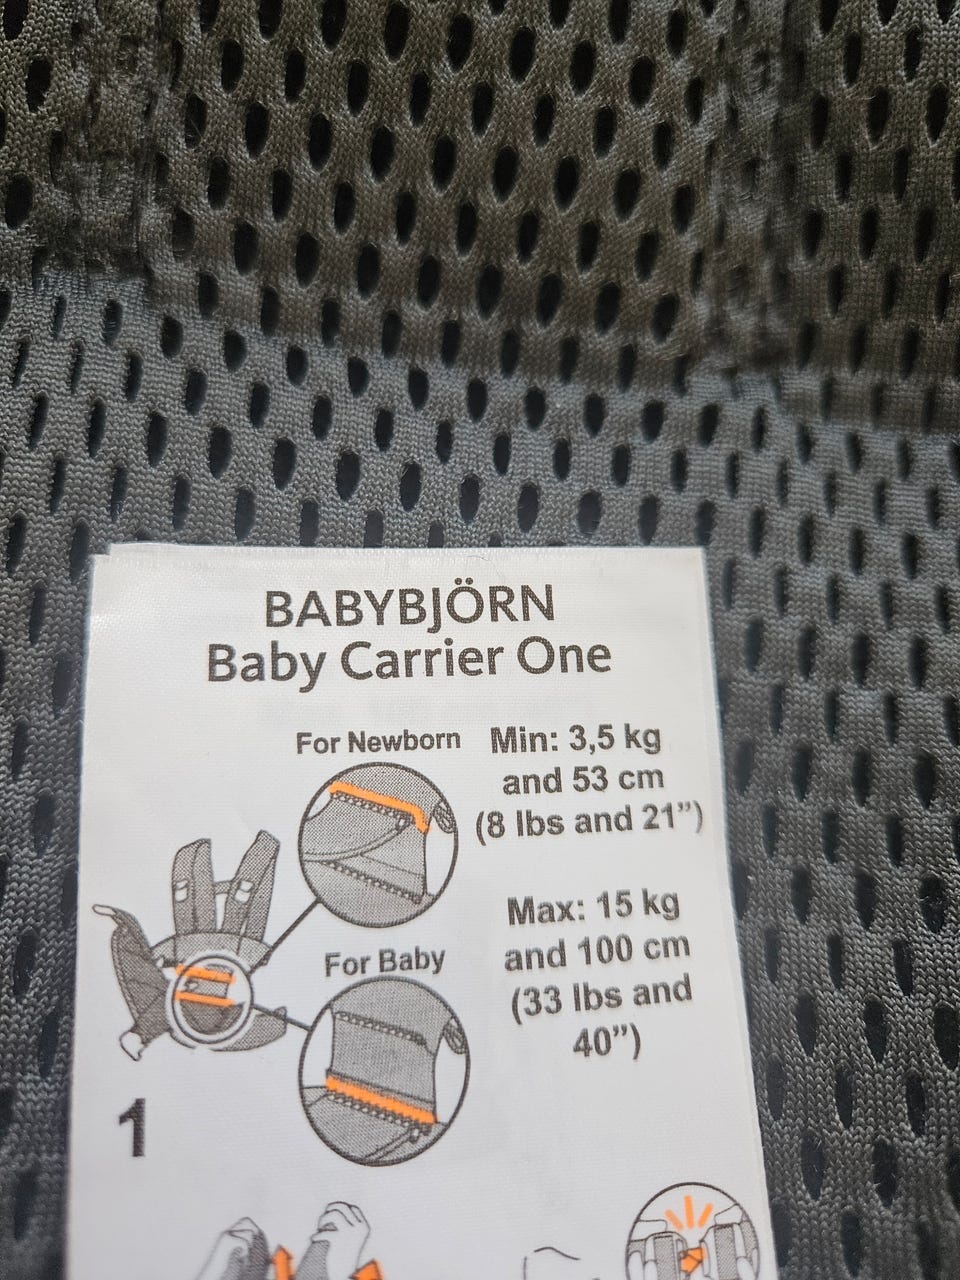 BABYBJÖRN
Baby Carrier One
For Newborn
Min: 3,5 kg
and 53 cm
(8 lbs and 21”)
Max: 15 kg
and 100 cm
(33 lbs and
40”)
For Baby
1